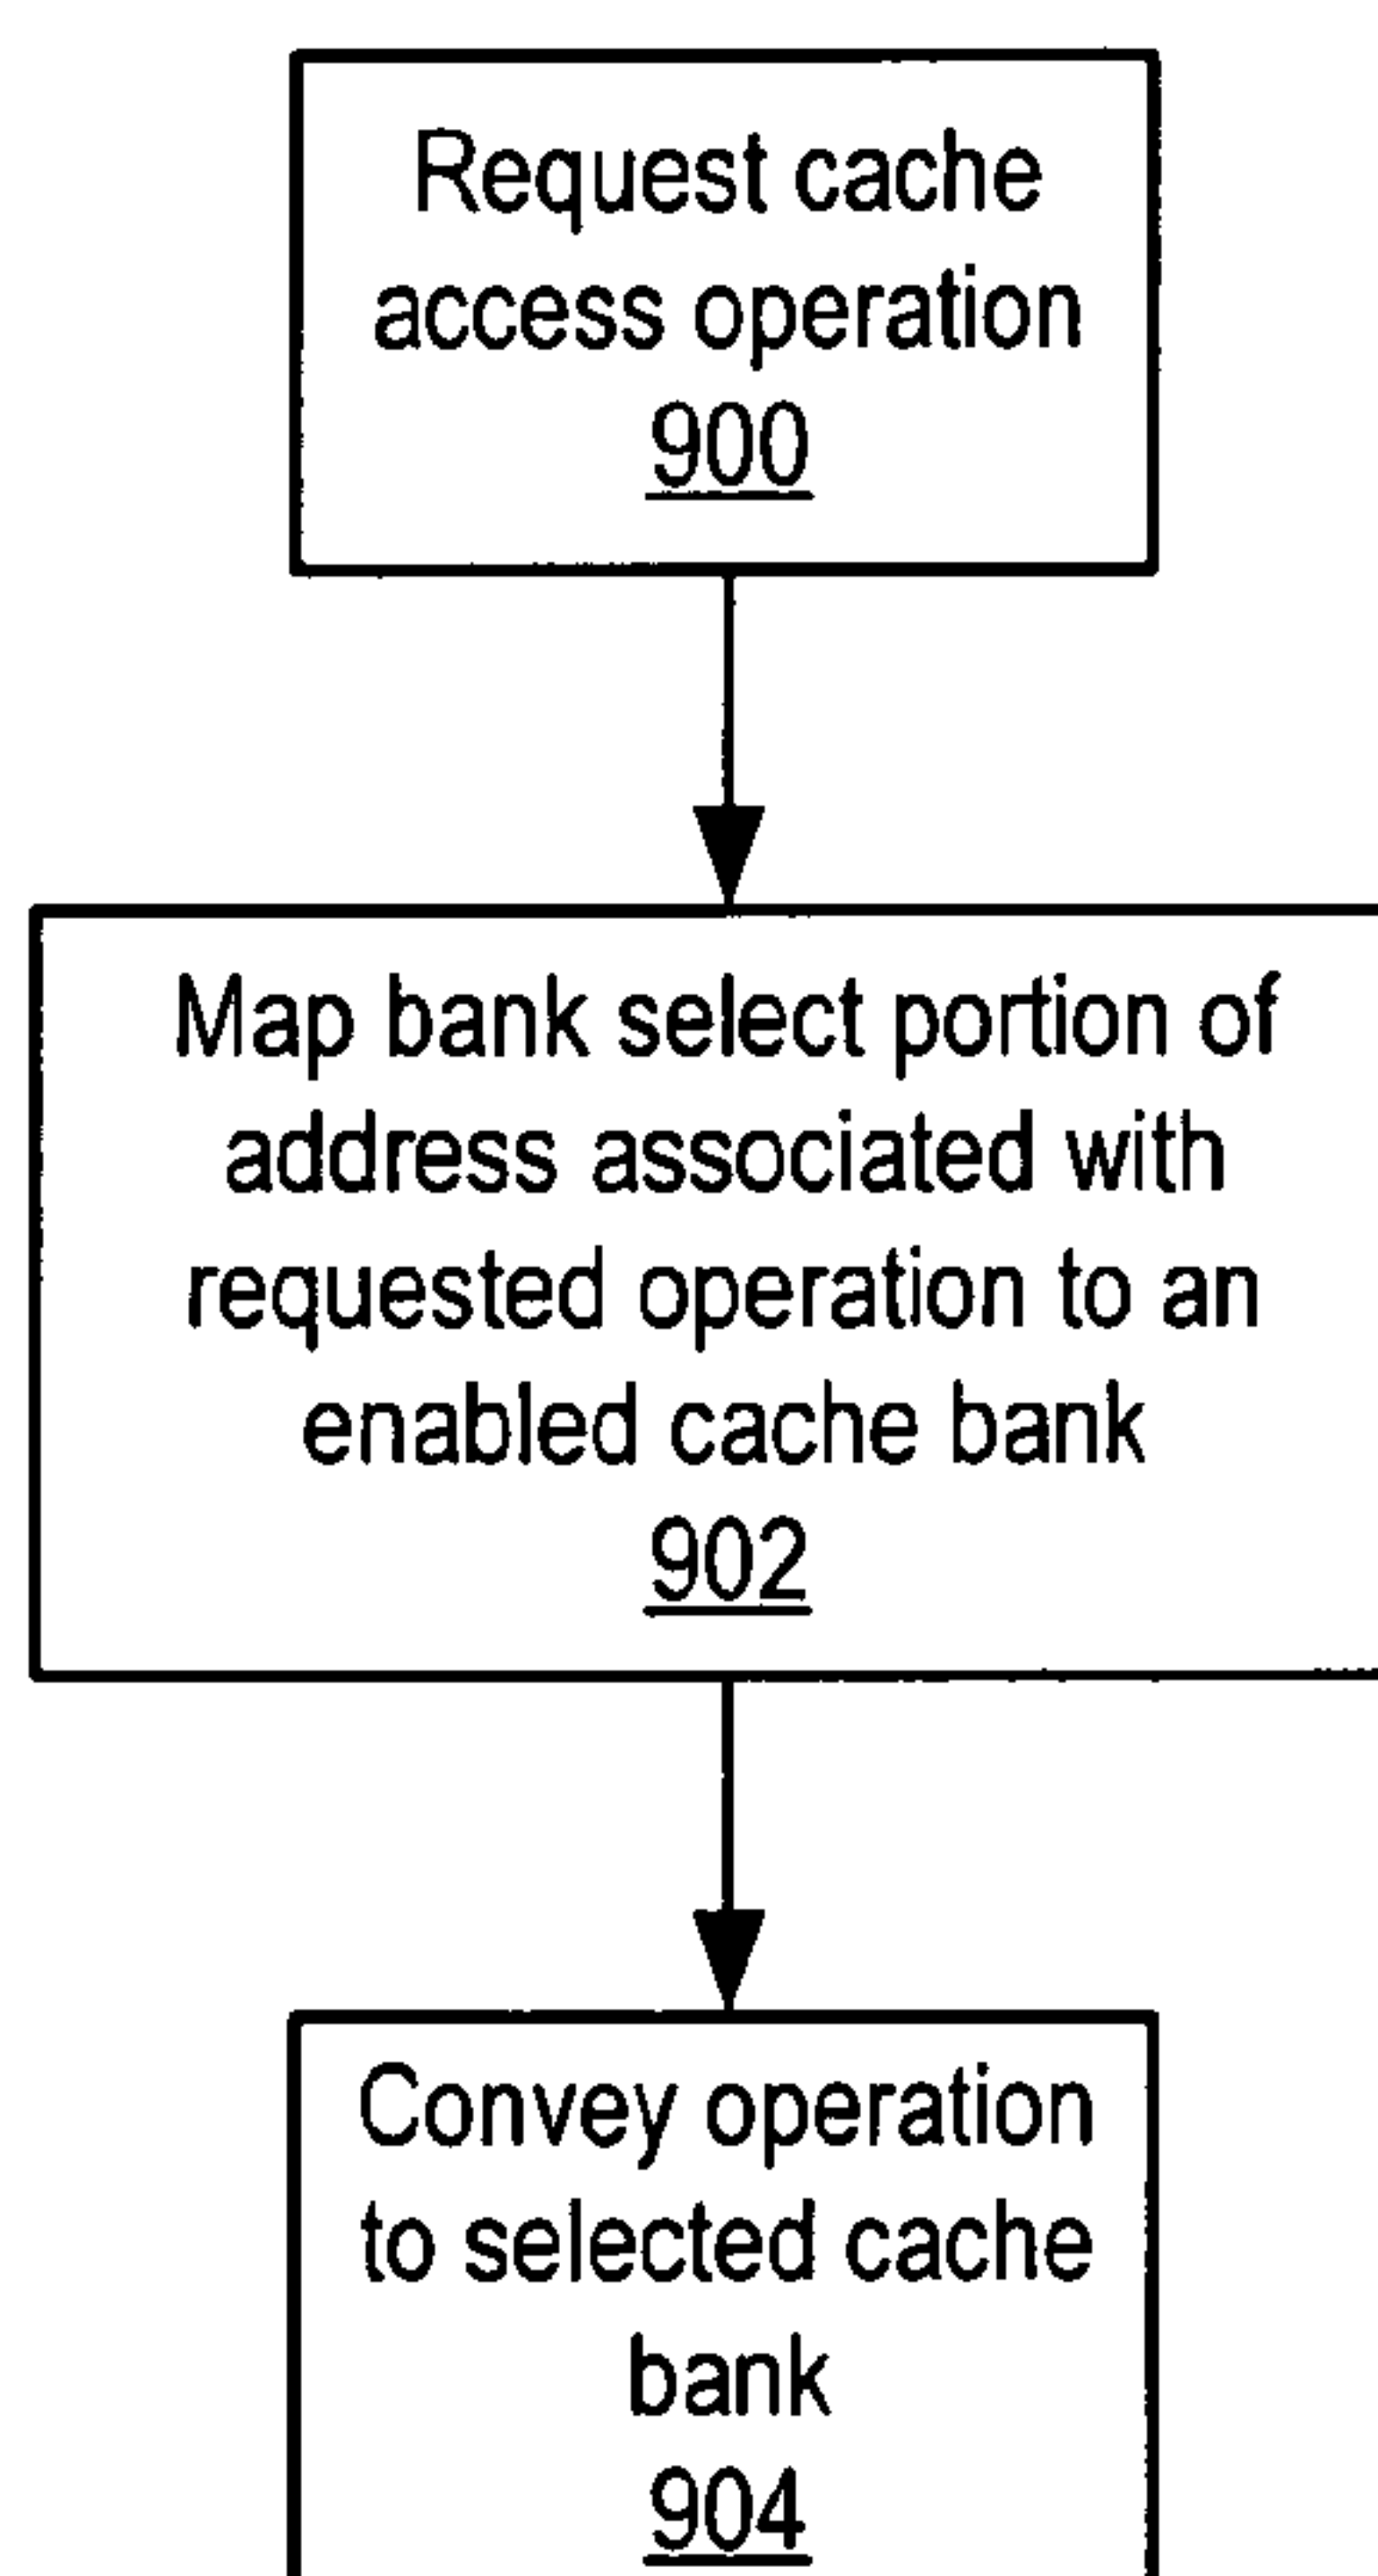 Request cache
access operation
900
Map bank select portion of
address associated with
requested operation to an
enabled cache bank
902
Convey operation
to selected cache
bank
904